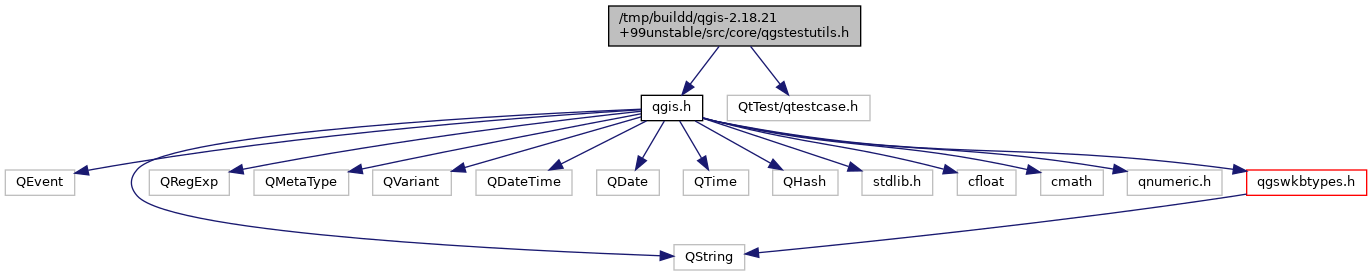 /tmp/buildd/qgis-2.18.21
+99unstable/src/core/qgstestutils.h
qgis.h
QtTest/qtestcase.h
QEvent
QRegExp
QMetaType
QVariant
QDateTime
QDate
QTime
QHash
stdlib.h
cfloat
cmath
qnumeric.h
qgswkbtypes.h
QString